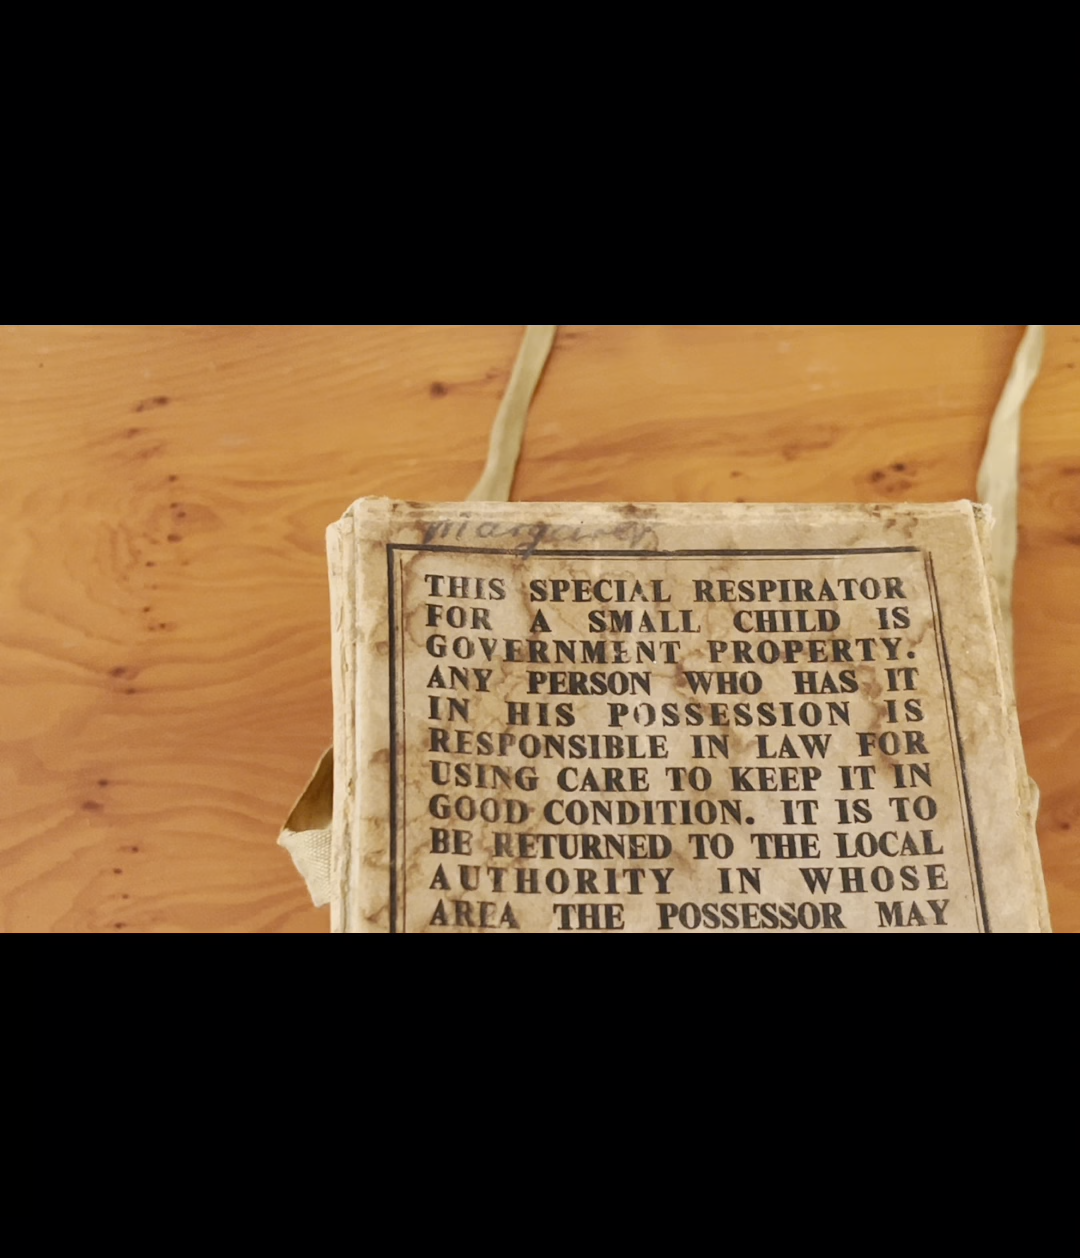 Margaret
THIS SPECIAL RESPIRATOR
FOR A SMALL CHILD IS
GOVERNMENT PROPERTY.
ANY PERSON WHO HAS IT
IN HIS POSSESSION IS
RESPONSIBLE IN LAW FOR
USING CARE TO KEEP IT IN
GOOD CONDITION. IT IS TO
BE RETURNED TO THE LOCAL
AUTHORITY IN WHOSE
AREA THE POSSESSOR MAY